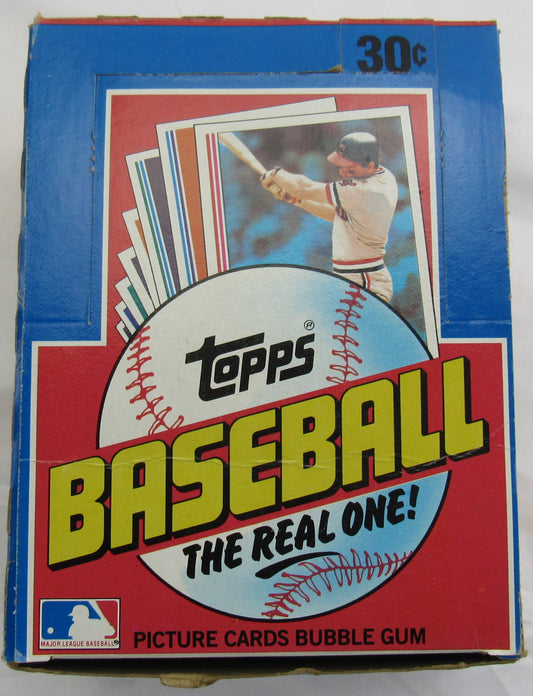 30¢
TOPPS®
BASEBALL
THE REAL ONE!
MAJOR LEAGUE BASEBALL®
PICTURE CARDS BUBBLE GUM